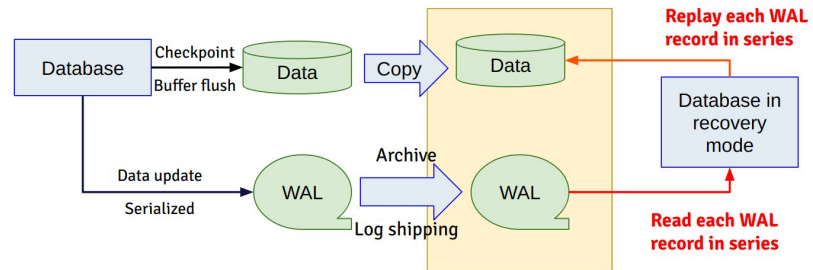 Database
Checkpoint
Buffer flush
Data
Copy
Data
Replay each WAL
record in series
Database in
recovery
mode
Data update
Serialized
WAL
Archive
Log shipping
WAL
Read each WAL
record in series